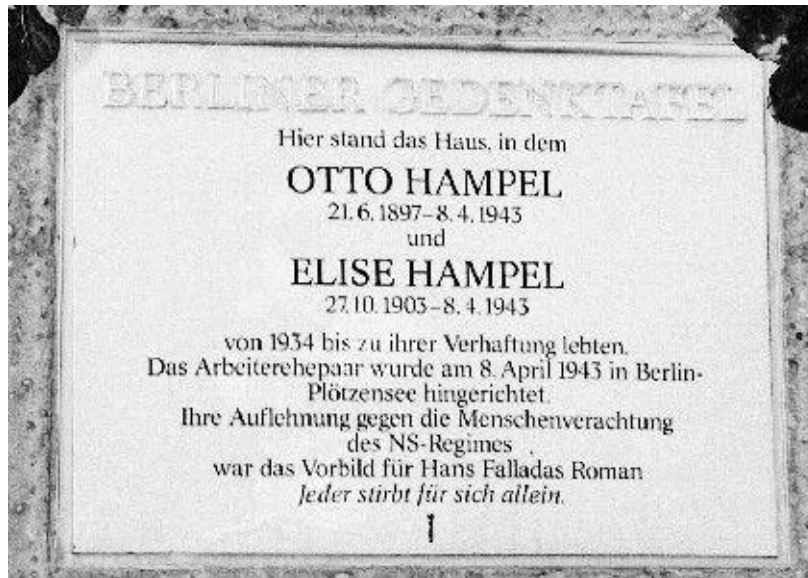 BERLINER GEDENKTAFEL
Hier stand das Haus, in dem
OTTO HAMPEL
21. 6. 1897–8. 4. 1943
und
ELISE HAMPEL
27. 10. 1903–8. 4. 1943
von 1934 bis zu ihrer Verhaftung lebten.
Das Arbeiterehepaar wurde am 8. April 1943 in Berlin-
Plötzensee hingerichtet.
Ihre Auflehnung gegen die Menschenverachtung
des NS-Regimes
war das Vorbild für Hans Falladas Roman
Jeder stirbt für sich allein.